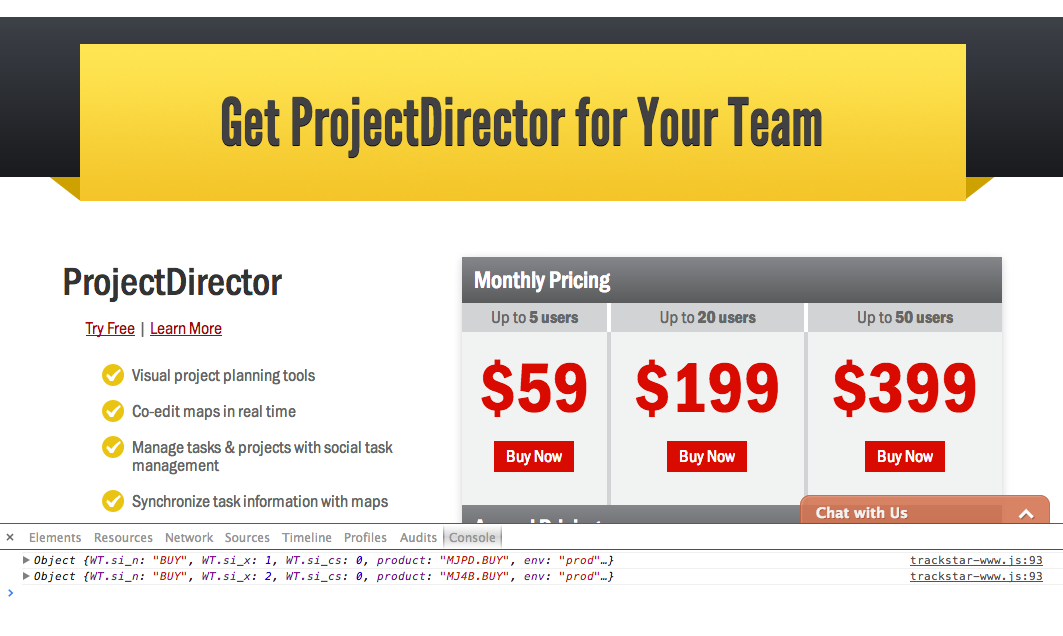 Get ProjectDirector for Your Team
ProjectDirector
Try Free | Learn More
Visual project planning tools
Co-edit maps in real time
Manage tasks & projects with social task
management
Synchronize task information with maps
Monthly Pricing
Up to 5 users Up to 20 users Up to 50 users
$59 $199 $399
Buy Now Buy Now Buy Now
Chat with Us
× Elements Resources Network Sources Timeline Profiles Audits Console
▶Object {WT.si_n: "BUY", WT.si_x: 1, WT.si_cs: 0, product: "MJPD.BUY", env: "prod"…} trackstar-www.js:93
▶Object {WT.si_n: "BUY", WT.si_x: 2, WT.si_cs: 0, product: "MJ4B.BUY", env: "prod"…} trackstar-www.js:93
>